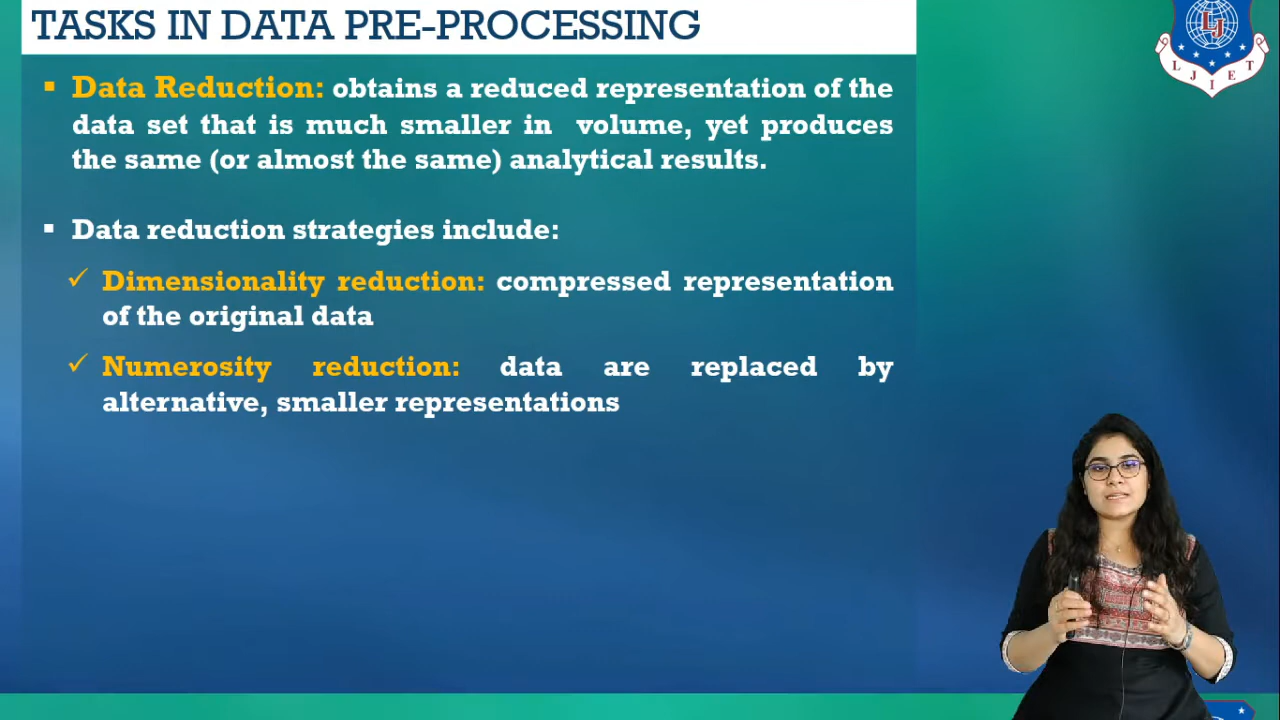 TASKS IN DATA PRE-PROCESSING
▪ Data Reduction: obtains a reduced representation of the
data set that is much smaller in volume, yet produces
the same (or almost the same) analytical results.
▪ Data reduction strategies include:
✓ Dimensionality reduction: compressed representation
of the original data
✓ Numerosity reduction: data are replaced by
alternative, smaller representations
LJ
L J I E T